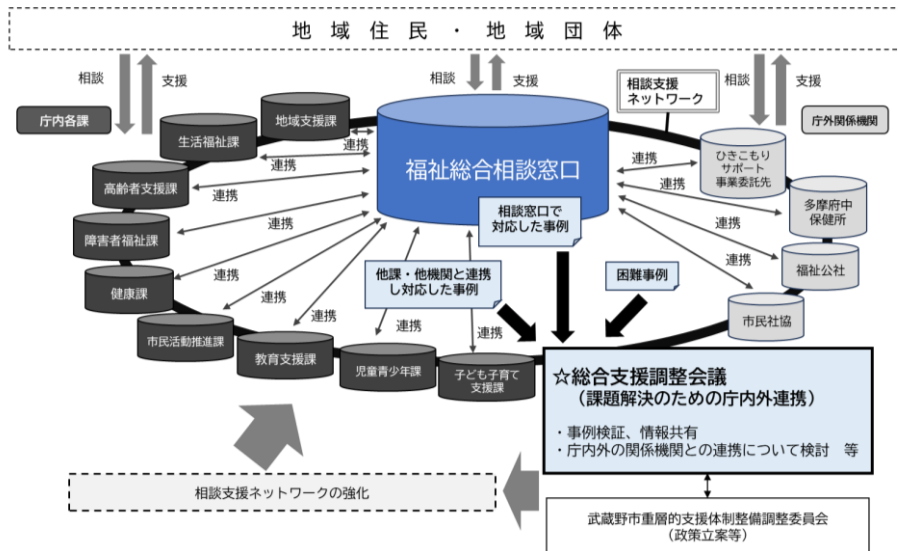 地域住民・地域団体
相談
支援
相談
支援
相談
支援
相談支援
ネットワーク
庁内各課
庁外関係機関
地域支援課
生活福祉課
高齢者支援課
障害者福祉課
健康課
市民活動推進課
教育支援課
児童青少年課
子ども子育て
支援課
福祉総合相談窓口
ひきこもり
サポート
事業委託先
多摩府中
保健所
福祉公社
市民社協
連携
連携
連携
連携
連携
連携
連携
連携
連携
連携
連携
連携
連携
相談窓口で
対応した事例
他課・他機関と連携
し対応した事例
困難事例
☆総合支援調整会議
（課題解決のための庁内外連携）
・事例検証、情報共有
・庁内外の関係機関との連携について検討　等
相談支援ネットワークの強化
武蔵野市重層的支援体制整備調整委員会
（政策立案等）